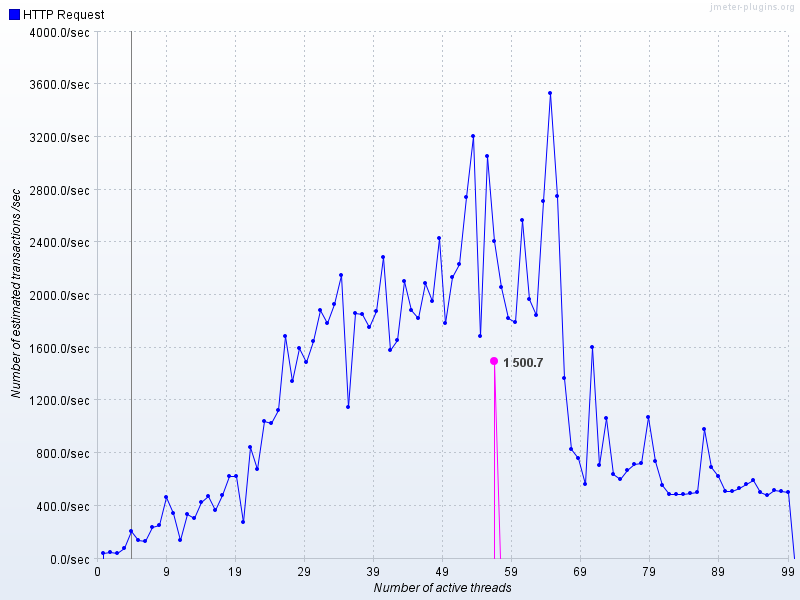 jmeter-plugins.org
HTTP Request
4000.0/sec
3600.0/sec
3200.0/sec
2800.0/sec
2400.0/sec
2000.0/sec
1600.0/sec
1200.0/sec
800.0/sec
400.0/sec
0.0/sec
Number of estimated transactions /sec
1 500.7
0 9 19 29 39 49 59 69 79 89 99
Number of active threads